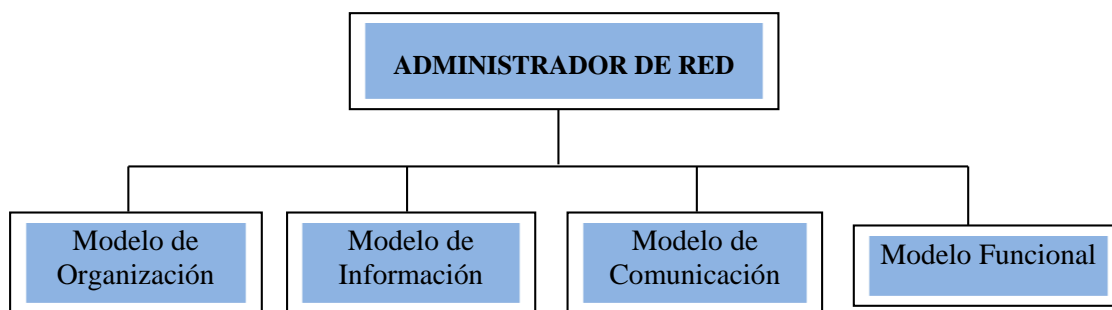 ADMINISTRADOR DE RED
Modelo de
Organización
Modelo de
Información
Modelo de
Comunicación
Modelo Funcional